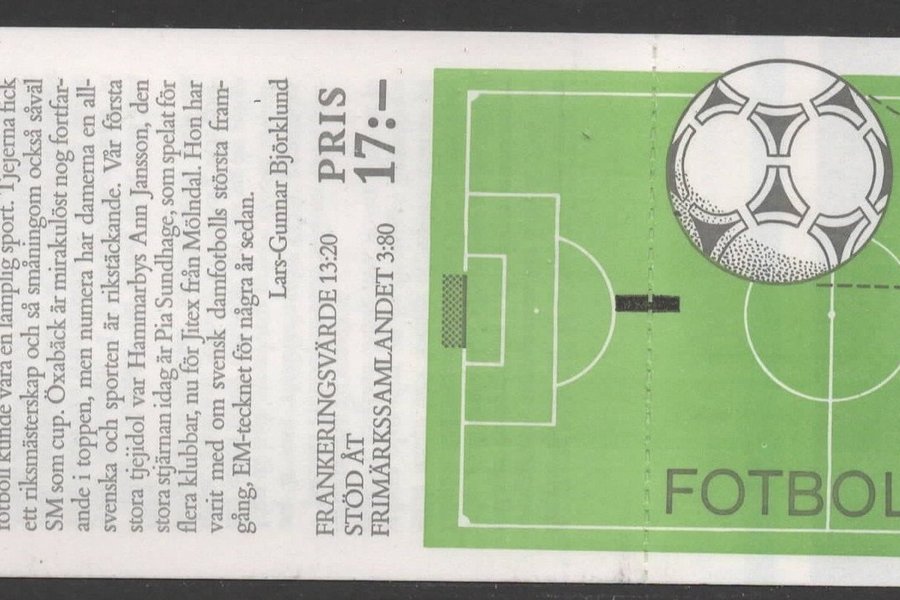 fotboll kunde vara en lämplig sport. Tjejerna fick
ett riksmästerskap och så småningom också såväl
SM som cup. Öxabäck är mirakulöst nog fortfar-
ande i toppen, men numera har damerna en all-
svenska och sporten är rikstäckande. Vår första
stora tjejidol var Hammarbys Ann Jansson, den
stora stjärnan idag är Pia Sundhage, som spelat för
flera klubbar, nu för Jitex från Mölndal. Hon har
varit med om svensk damfotbolls största fram-
gång, EM-tecknet för några år sedan.
Lars-Gunnar Björklund
FRANKERINGSVÄRDE 13:20
STÖD ÅT
FRIMÄRKSSAMLANDET 3:80
PRIS
17:–
FOTBOL